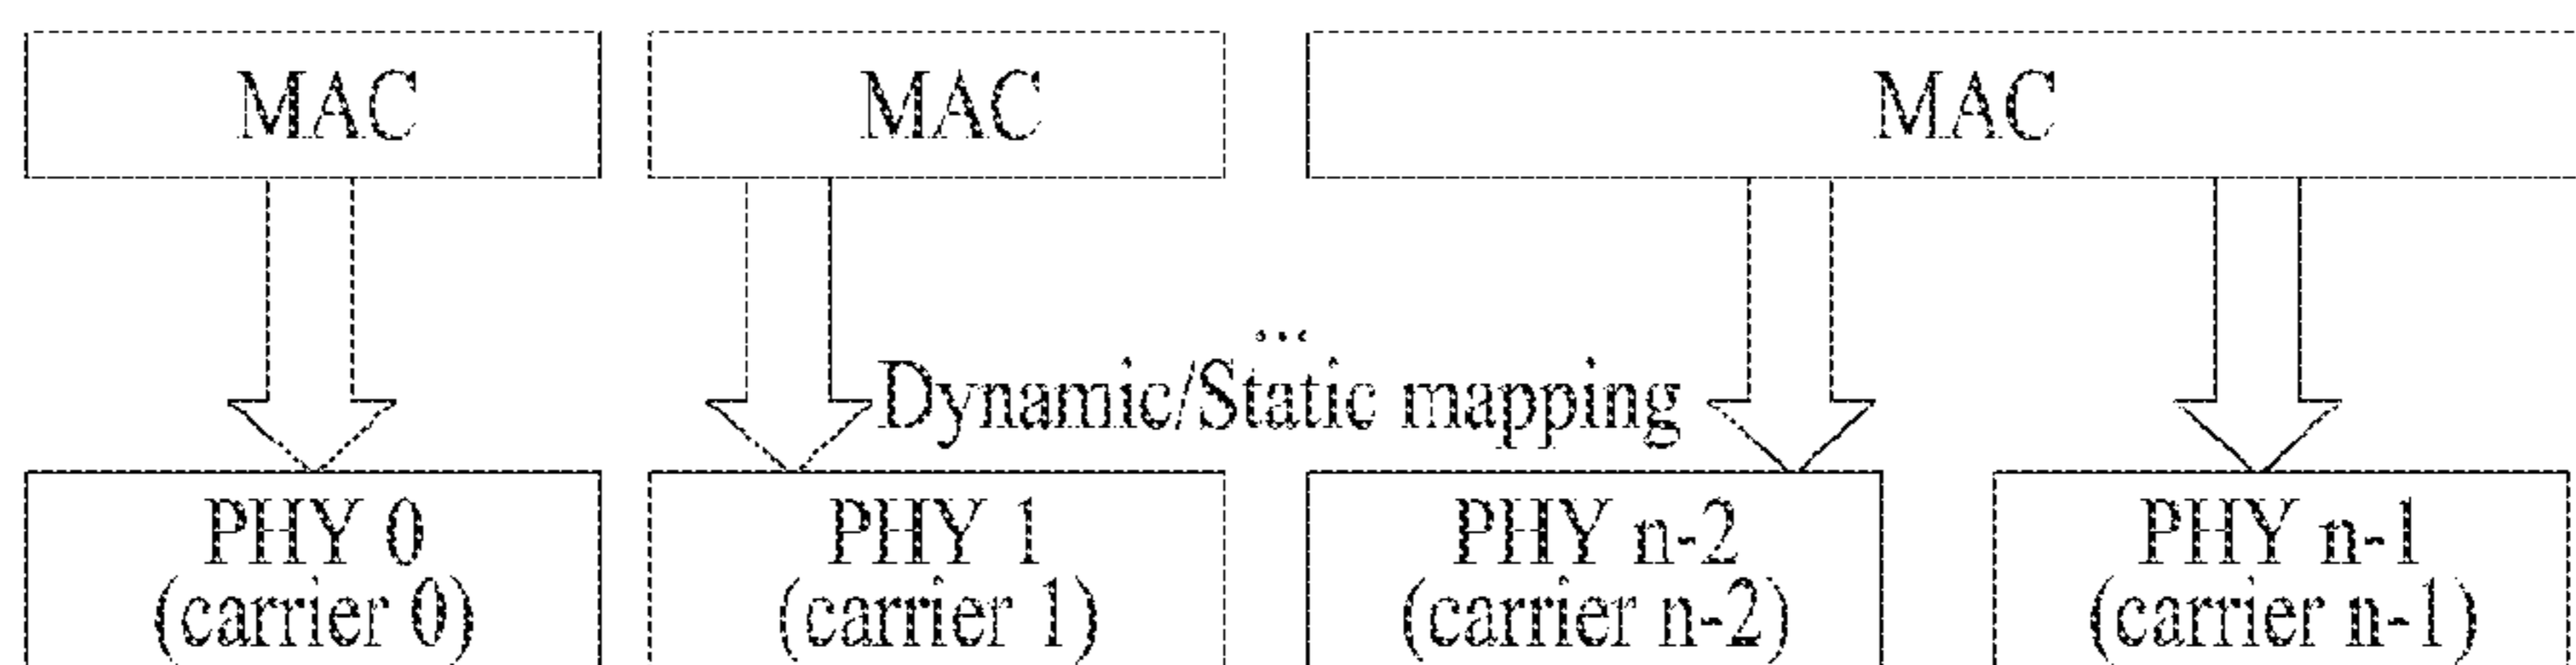 MAC
MAC
MAC
...
Dynamic/Static mapping
PHY 0
(carrier 0)
PHY 1
(carrier 1)
PHY n-2
(carrier n-2)
PHY n-1
(carrier n-1)